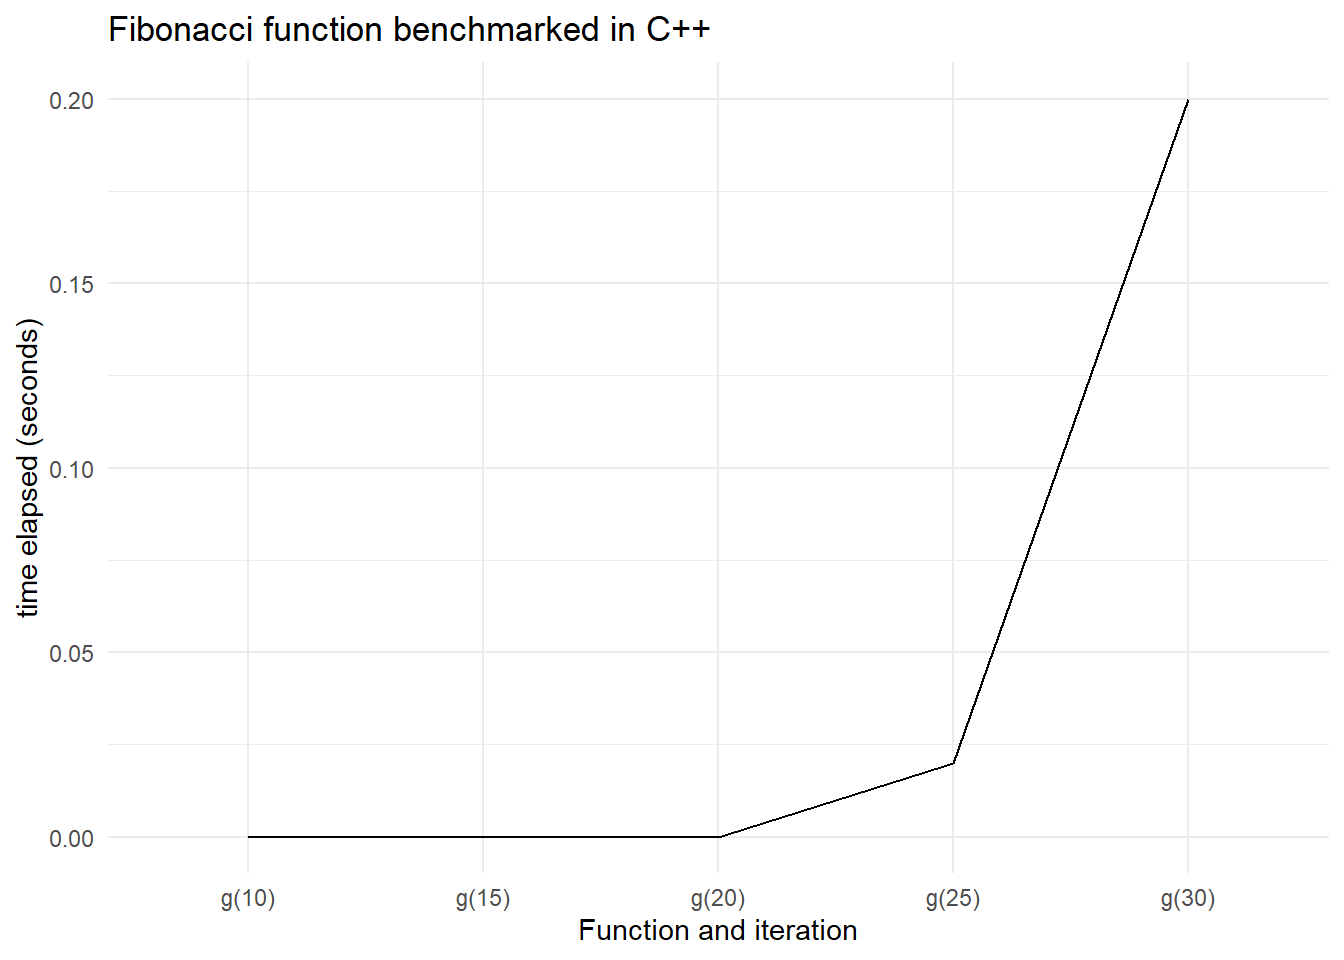 Fibonacci function benchmarked in C++
0.20
0.15
0.10
0.05
0.00
time elapsed (seconds)
g(10) g(15) g(20) g(25) g(30)
Function and iteration